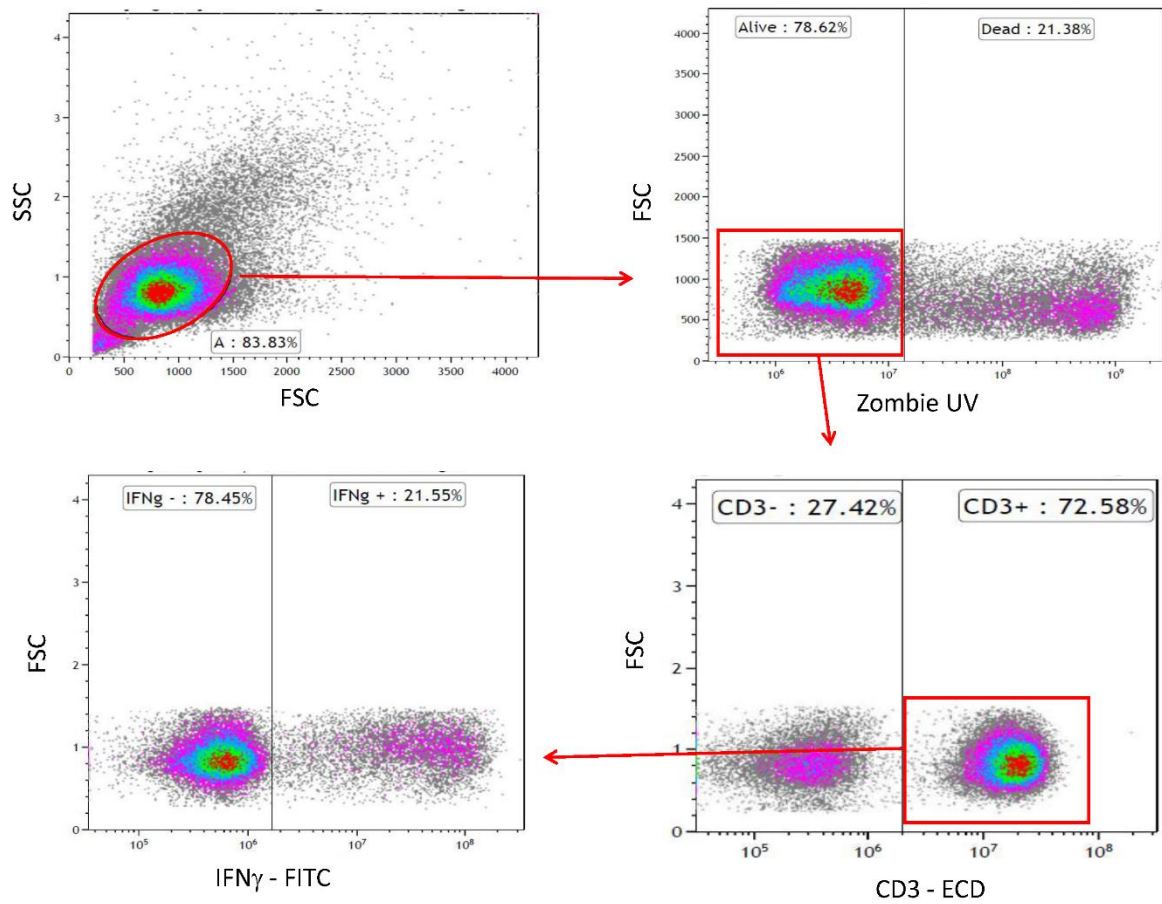 4
3
SSC
2
1
0
A : 83.83%
0 500 1000 1500 2000 2500 3000 3500 4000
FSC
Alive : 78.62%
Dead : 21.38%
4000
3500
3000
2500
FSC
2000
1500
1000
500
0
10⁶ 10⁷ 10⁸ 10⁹
Zombie UV
IFNg - : 78.45%
IFNg + : 21.55%
4
3
FSC
2
1
0
10⁵ 10⁶ 10⁷ 10⁸
IFNγ - FITC
CD3- : 27.42%
CD3+ : 72.58%
4
3
FSC
2
1
0
10⁵ 10⁶ 10⁷ 10⁸
CD3 - ECD